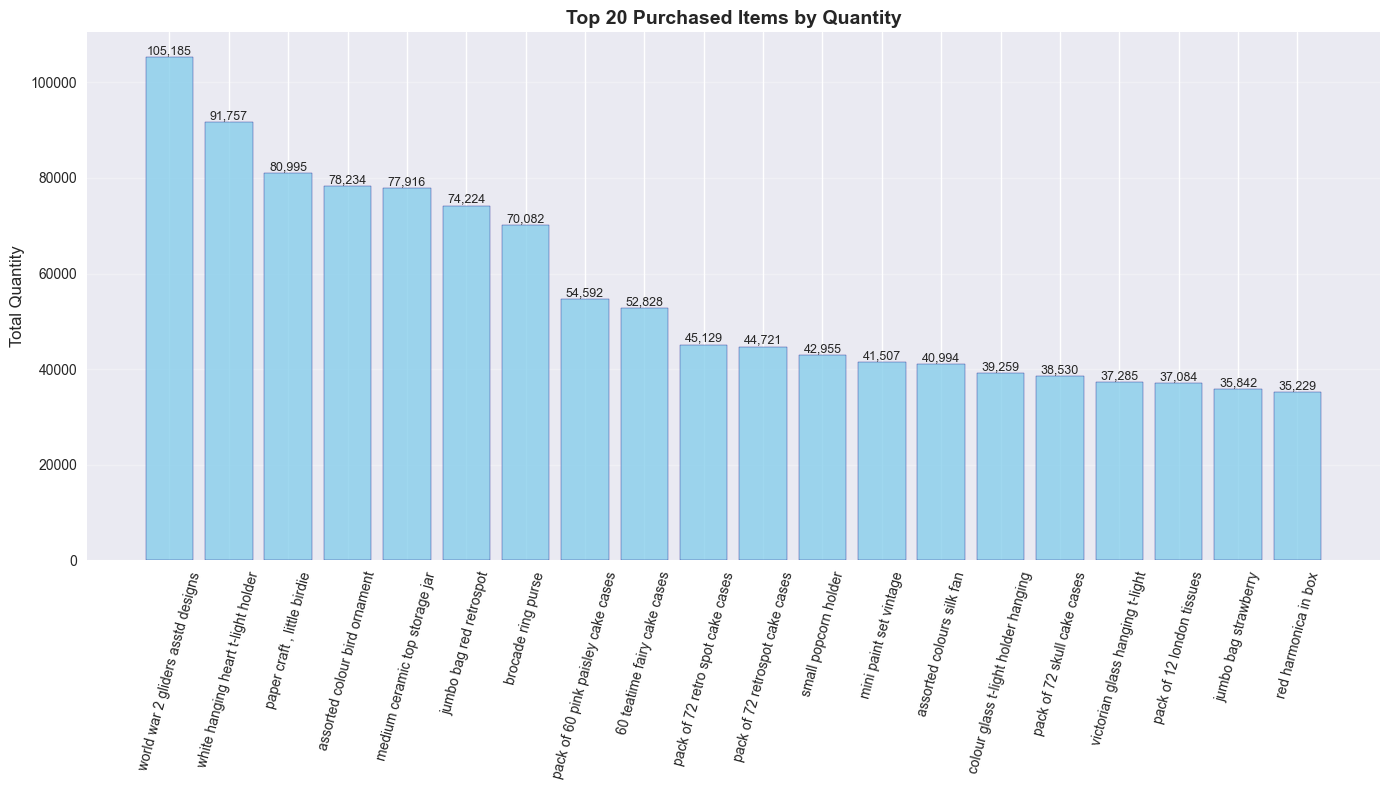 Top 20 Purchased Items by Quantity
Total Quantity
100000
80000
60000
40000
20000
0
105,185
91,757
80,995
78,234
77,916
74,224
70,082
54,592
52,828
45,129
44,721
42,955
41,507
40,994
39,259
38,530
37,285
37,084
35,842
35,229
world war 2 gliders asstd designs
white hanging heart t-light holder
paper craft , little birdie
assorted colour bird ornament
medium ceramic top storage jar
jumbo bag red retrospot
brocade ring purse
pack of 60 pink paisley cake cases
60 teatime fairy cake cases
pack of 72 retro spot cake cases
pack of 72 retrospot cake cases
small popcorn holder
mini paint set vintage
assorted colours silk fan
colour glass t-light holder hanging
pack of 72 skull cake cases
victorian glass hanging t-light
pack of 12 london tissues
jumbo bag strawberry
red harmonica in box